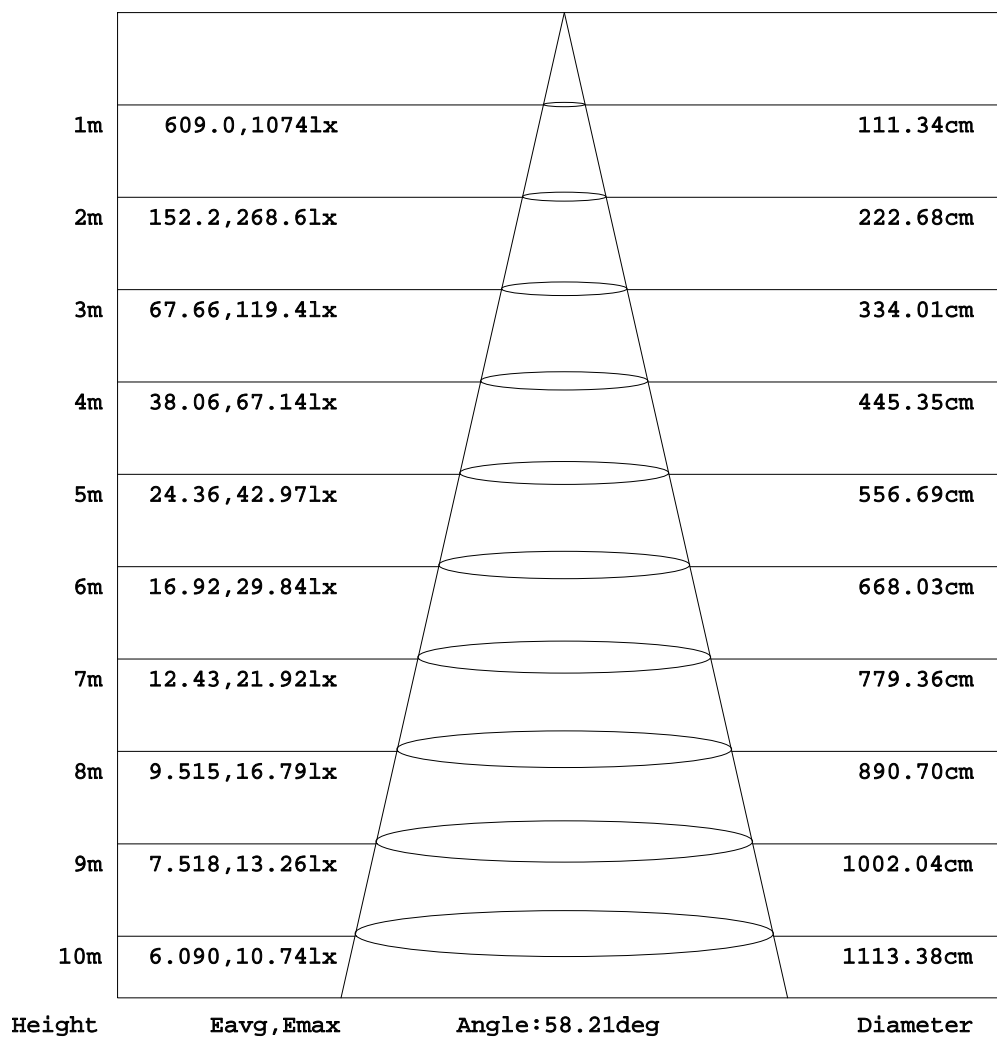 1m 609.0,1074lx 111.34cm
2m 152.2,268.6lx 222.68cm
3m 67.66,119.4lx 334.01cm
4m 38.06,67.14lx 445.35cm
5m 24.36,42.97lx 556.69cm
6m 16.92,29.84lx 668.03cm
7m 12.43,21.92lx 779.36cm
8m 9.515,16.79lx 890.70cm
9m 7.518,13.26lx 1002.04cm
10m 6.090,10.74lx 1113.38cm
Height Eavg,Emax Angle:58.21deg Diameter